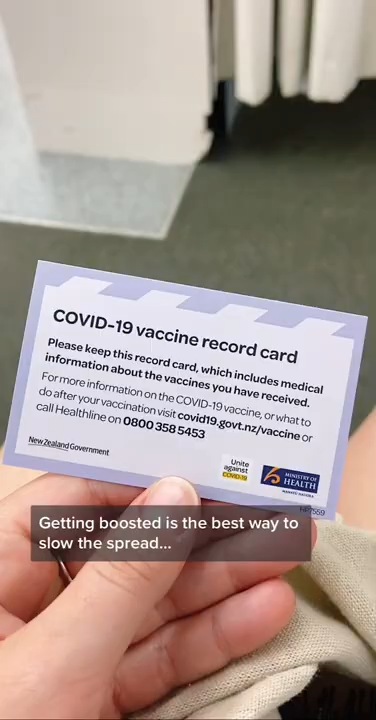 COVID-19 vaccine record card
Please keep this record card, which includes medical
information about the vaccines you have received.
For more information on the COVID-19 vaccine, or what to
do after your vaccination visit covid19.govt.nz/vaccine or
call Healthline on 0800 358 5453
New Zealand Government
Unite
against
COVID-19
MINISTRY OF
HEALTH
MANATŪ HAUORA
HP7559
Getting boosted is the best way to
slow the spread...